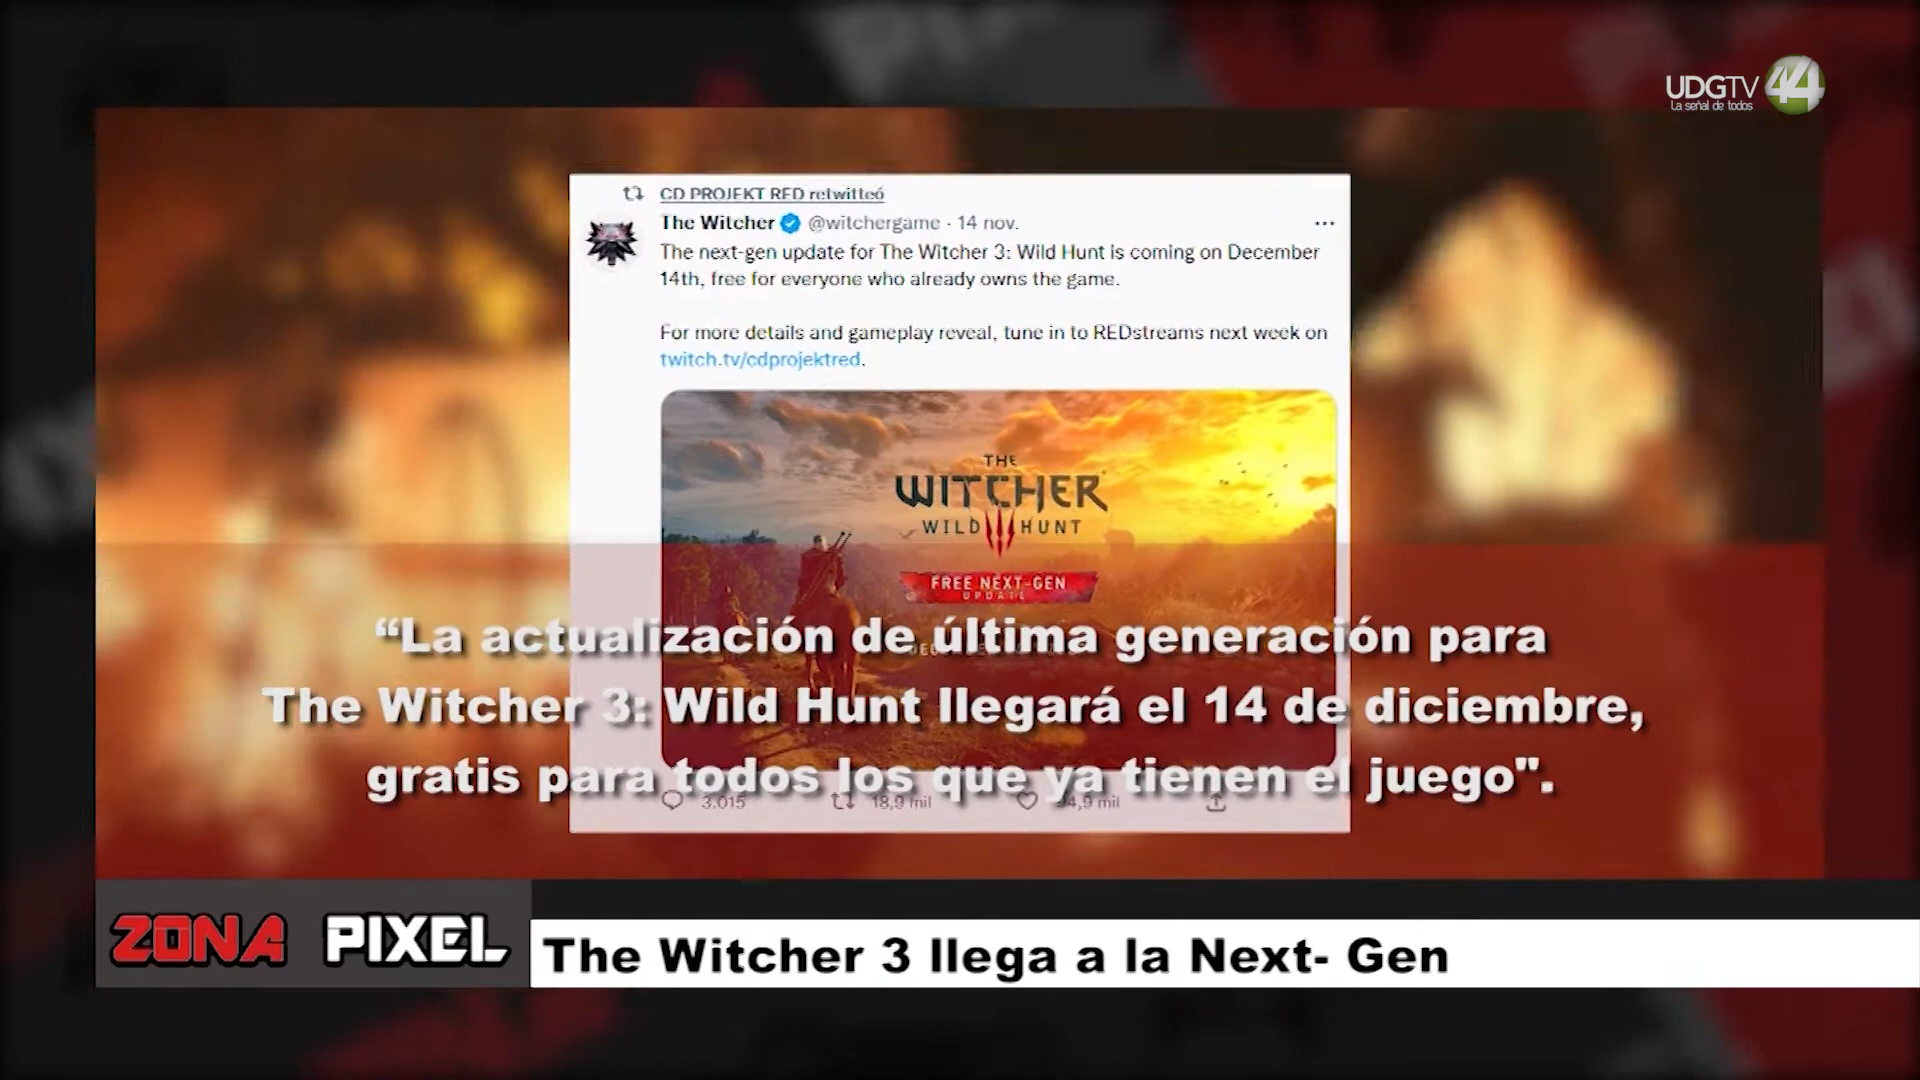 UDGTV 44
La señal de todos
CD PROJEKT RED retwitteó
The Witcher @witchergame · 14 nov.
The next-gen update for The Witcher 3: Wild Hunt is coming on December
14th, free for everyone who already owns the game.
For more details and gameplay reveal, tune in to REDstreams next week on
twitch.tv/cdprojektred.
THE
WITCHER
WILD HUNT
FREE NEXT-GEN
UPDATE
“La actualización de última generación para
The Witcher 3: Wild Hunt llegará el 14 de diciembre,
gratis para todos los que ya tienen el juego".
3.015 18,9 mil
ZONA PIXEL
The Witcher 3 llega a la Next- Gen